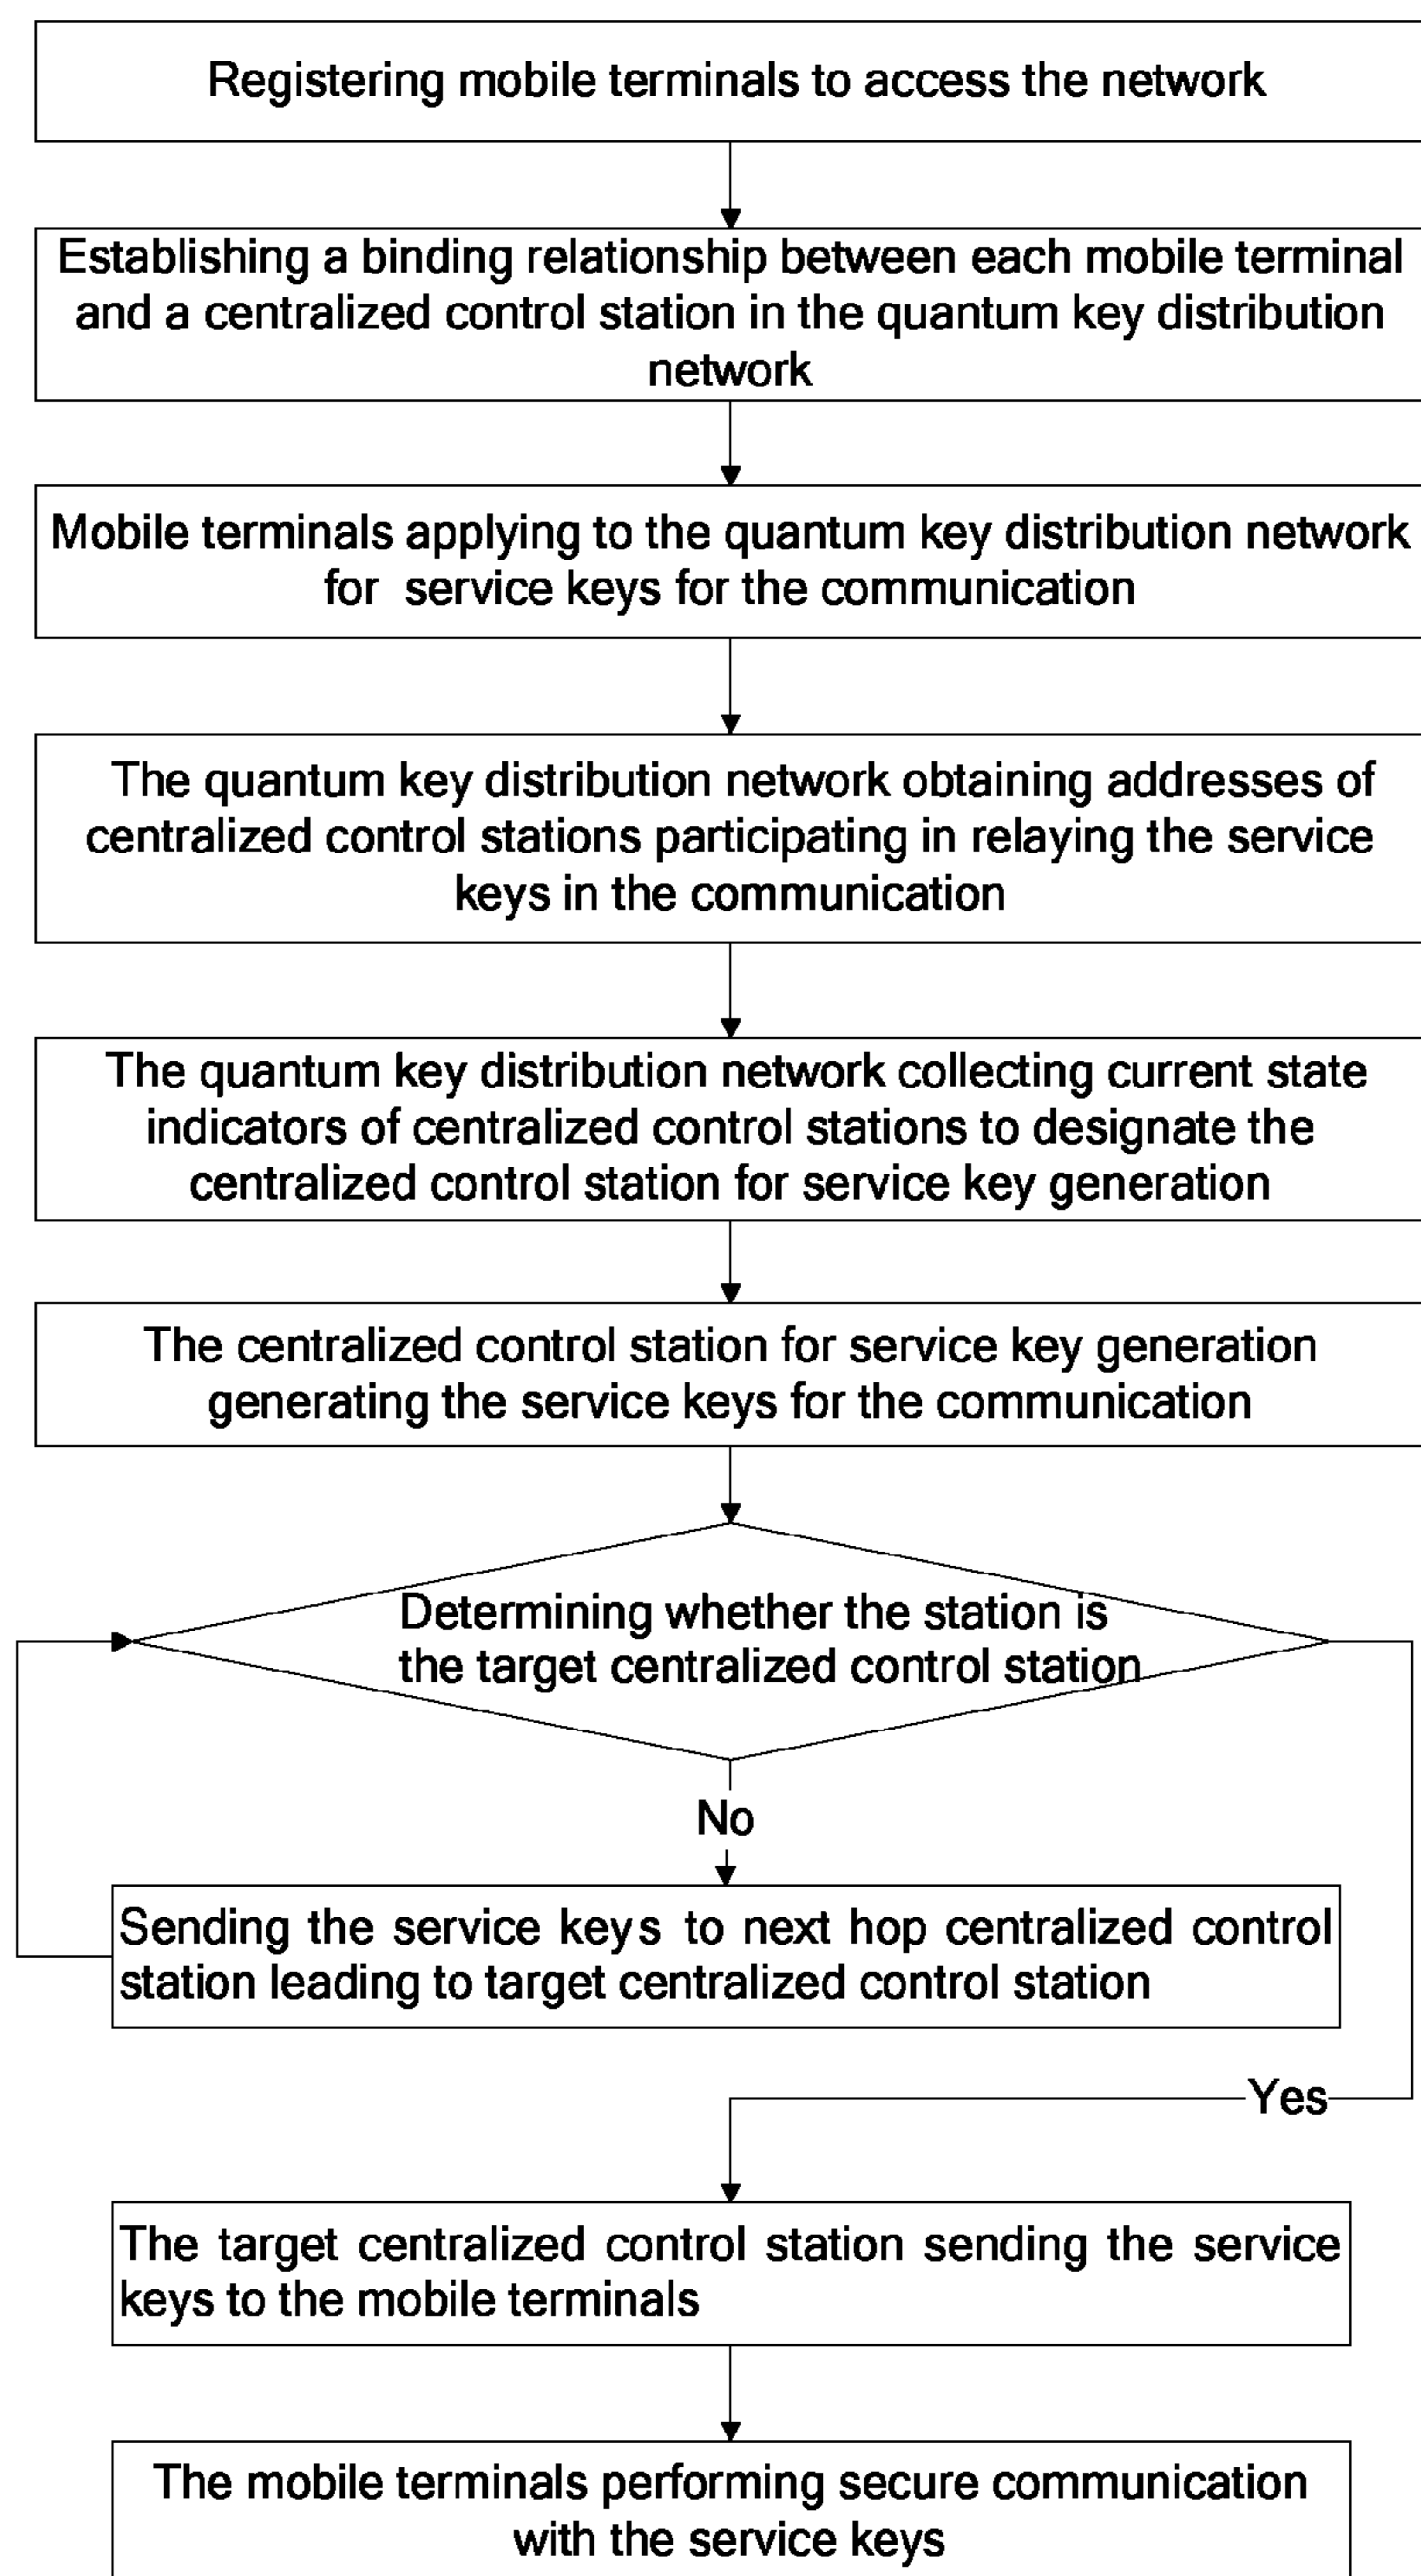 Registering mobile terminals to access the network
Establishing a binding relationship between each mobile terminal
and a centralized control station in the quantum key distribution
network
Mobile terminals applying to the quantum key distribution network
for service keys for the communication
The quantum key distribution network obtaining addresses of
centralized control stations participating in relaying the service
keys in the communication
The quantum key distribution network collecting current state
indicators of centralized control stations to designate the
centralized control station for service key generation
The centralized control station for service key generation
generating the service keys for the communication
Determining whether the station is
the target centralized control station
No
Sending the service keys to next hop centralized control
station leading to target centralized control station
Yes
The target centralized control station sending the service
keys to the mobile terminals
The mobile terminals performing secure communication
with the service keys